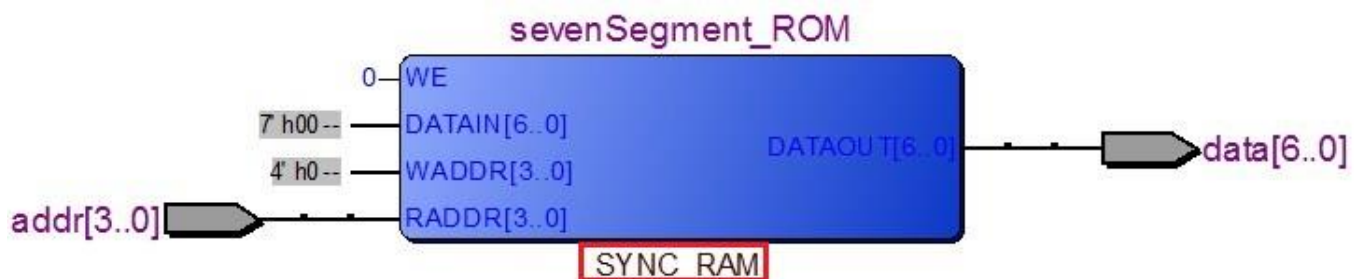 sevenSegment_ROM
0 WE
7' h00 -- DATAIN[6..0]
DATAOUT[6..0] data[6..0]
4' h0 -- WADDR[3..0]
addr[3..0] RADDR[3..0]
SYNC_RAM